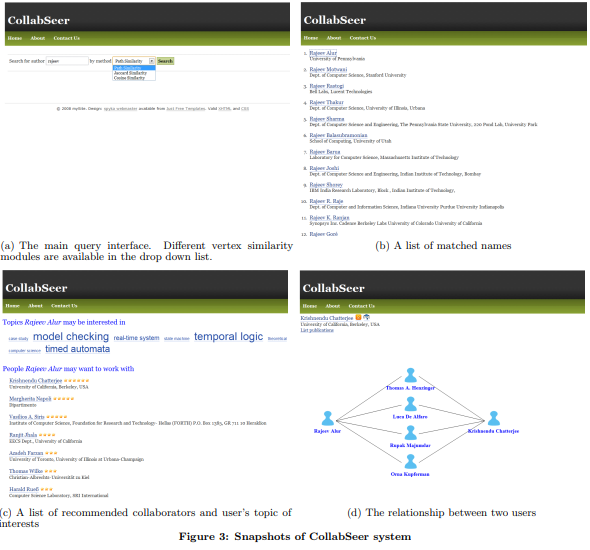 CollabSeer
Home About Contact Us
Search for author rajeev by method Path Similarity Search
Path Similarity
Jaccard Similarity
Cosine Similarity
(a) The main query interface. Different vertex similarity
modules are available in the drop down list.
CollabSeer
Home About Contact Us
1. Rajeev Alur
University of Pennsylvania
2. Rajeev Motwani
Dept. of Computer Science, Stanford University
3. Rajeev Rastogi
Bell Labs, Lucent Technologies
4. Rajeev Thakur
Dept. of Computer Science, University of Illinois, Urbana
5. Rajeev Sharma
Dept. of Computer Science and Engineering, The Pennsylvania State University, 220 Pond Lab, University Park
6. Rajeev Balasubramonian
School of Computing, University of Utah
7. Rajeev Barua
Laboratory for Computer Science, Massachusetts Institute of Technology
8. Rajeev Joshi
Dept. of Computer Science and Engineering, Indian Institute of Technology, Bombay
9. Rajeev Shorey
IBM India Research Laboratory, Block , Indian Institute of Technology,
10. Rajeev R. Raje
Dept. of Computer and Information Science, Indiana University Purdue University Indianapolis
11. Rajeev K. Ranjan
Synopsys Inc. Cadence Berkeley Labs University of Colorado University of California
12. Rajeev Goré
(b) A list of matched names
CollabSeer
Home About Contact Us
Topics Rajeev Alur may be interested in
case study model checking real-time system state machine temporal logic theoretical
computer science timed automata
People Rajeev Alur may want to work with
Krishnendu Chatterjee
University of California, Berkeley, USA
Margherita Napoli
Dipartimento
Vasilios A. Siris
Institute of Computer Science, Foundation for Research and Technology- Hellas (FORTH) P.O. Box 1385, GR 711 10 Heraklion
Ranjit Jhala
EECS Dept., University of California
Azadeh Farzan
University of Toronto, University of Illinois at Urbana-Champaign
Thomas Wilke
Christian-Albrechts-Universität zu Kiel
Harald Rueß
Computer Science Laboratory, SRI International
(c) A list of recommended collaborators and user's topic of
interests
CollabSeer
Home About Contact Us
Krishnendu Chatterjee
University of California, Berkeley, USA
List publications
Thomas A. Henzinger
Luca De Alfaro
Rajeev Alur
Krishnendu Chatterjee
Rupak Majumdar
Orna Kupferman
(d) The relationship between two users
Figure 3: Snapshots of CollabSeer system